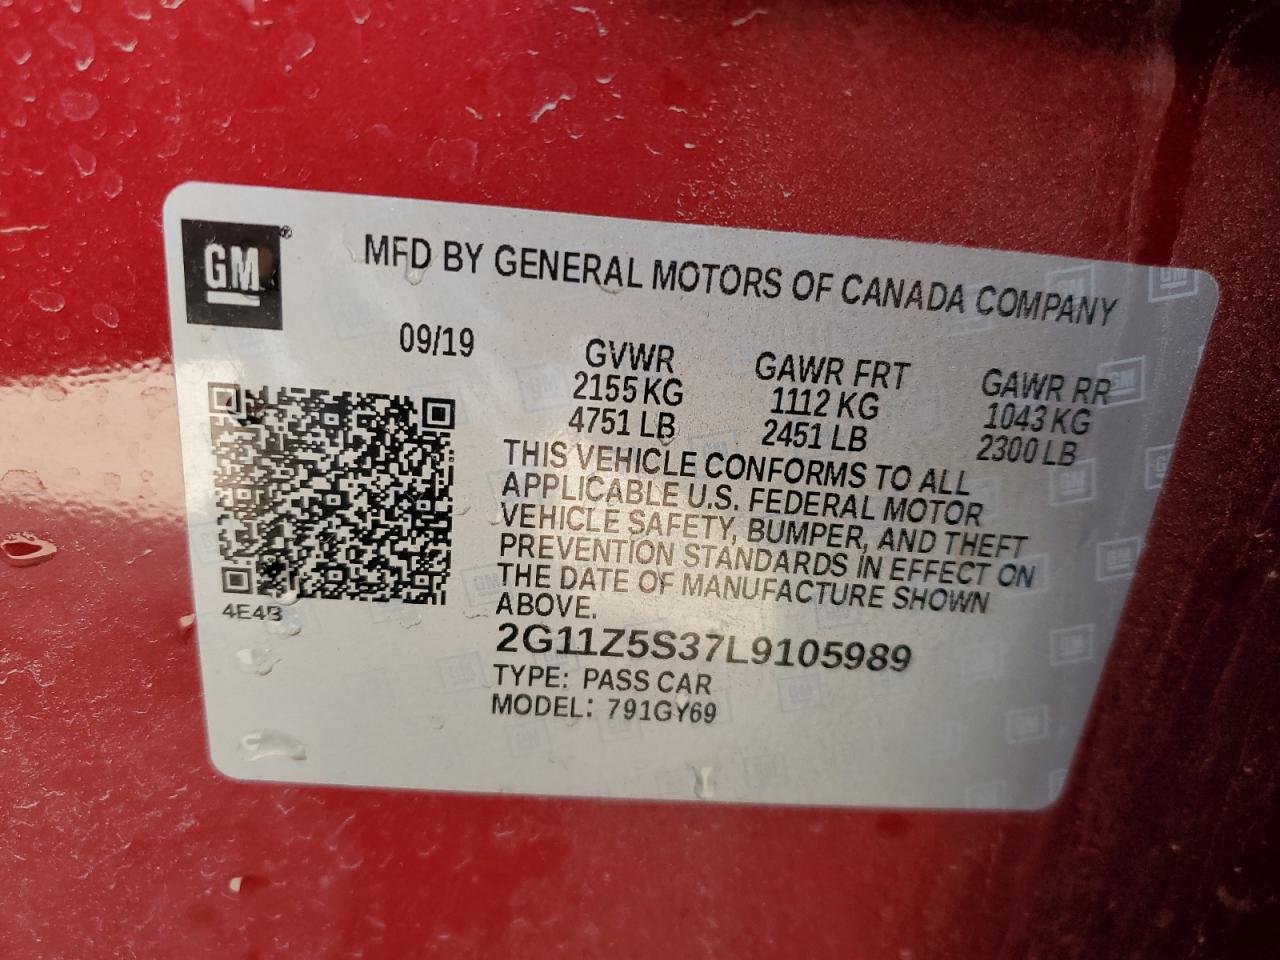 GM®
MFD BY GENERAL MOTORS OF CANADA COMPANY
09/19
GVWR GAWR FRT GAWR RR
2155 KG 1112 KG 1043 KG
4751 LB 2451 LB 2300 LB
THIS VEHICLE CONFORMS TO ALL
APPLICABLE U.S. FEDERAL MOTOR
VEHICLE SAFETY, BUMPER, AND THEFT
PREVENTION STANDARDS IN EFFECT ON
THE DATE OF MANUFACTURE SHOWN
ABOVE.
4E4B
2G11Z5S37L9105989
TYPE: PASS CAR
MODEL: 791GY69